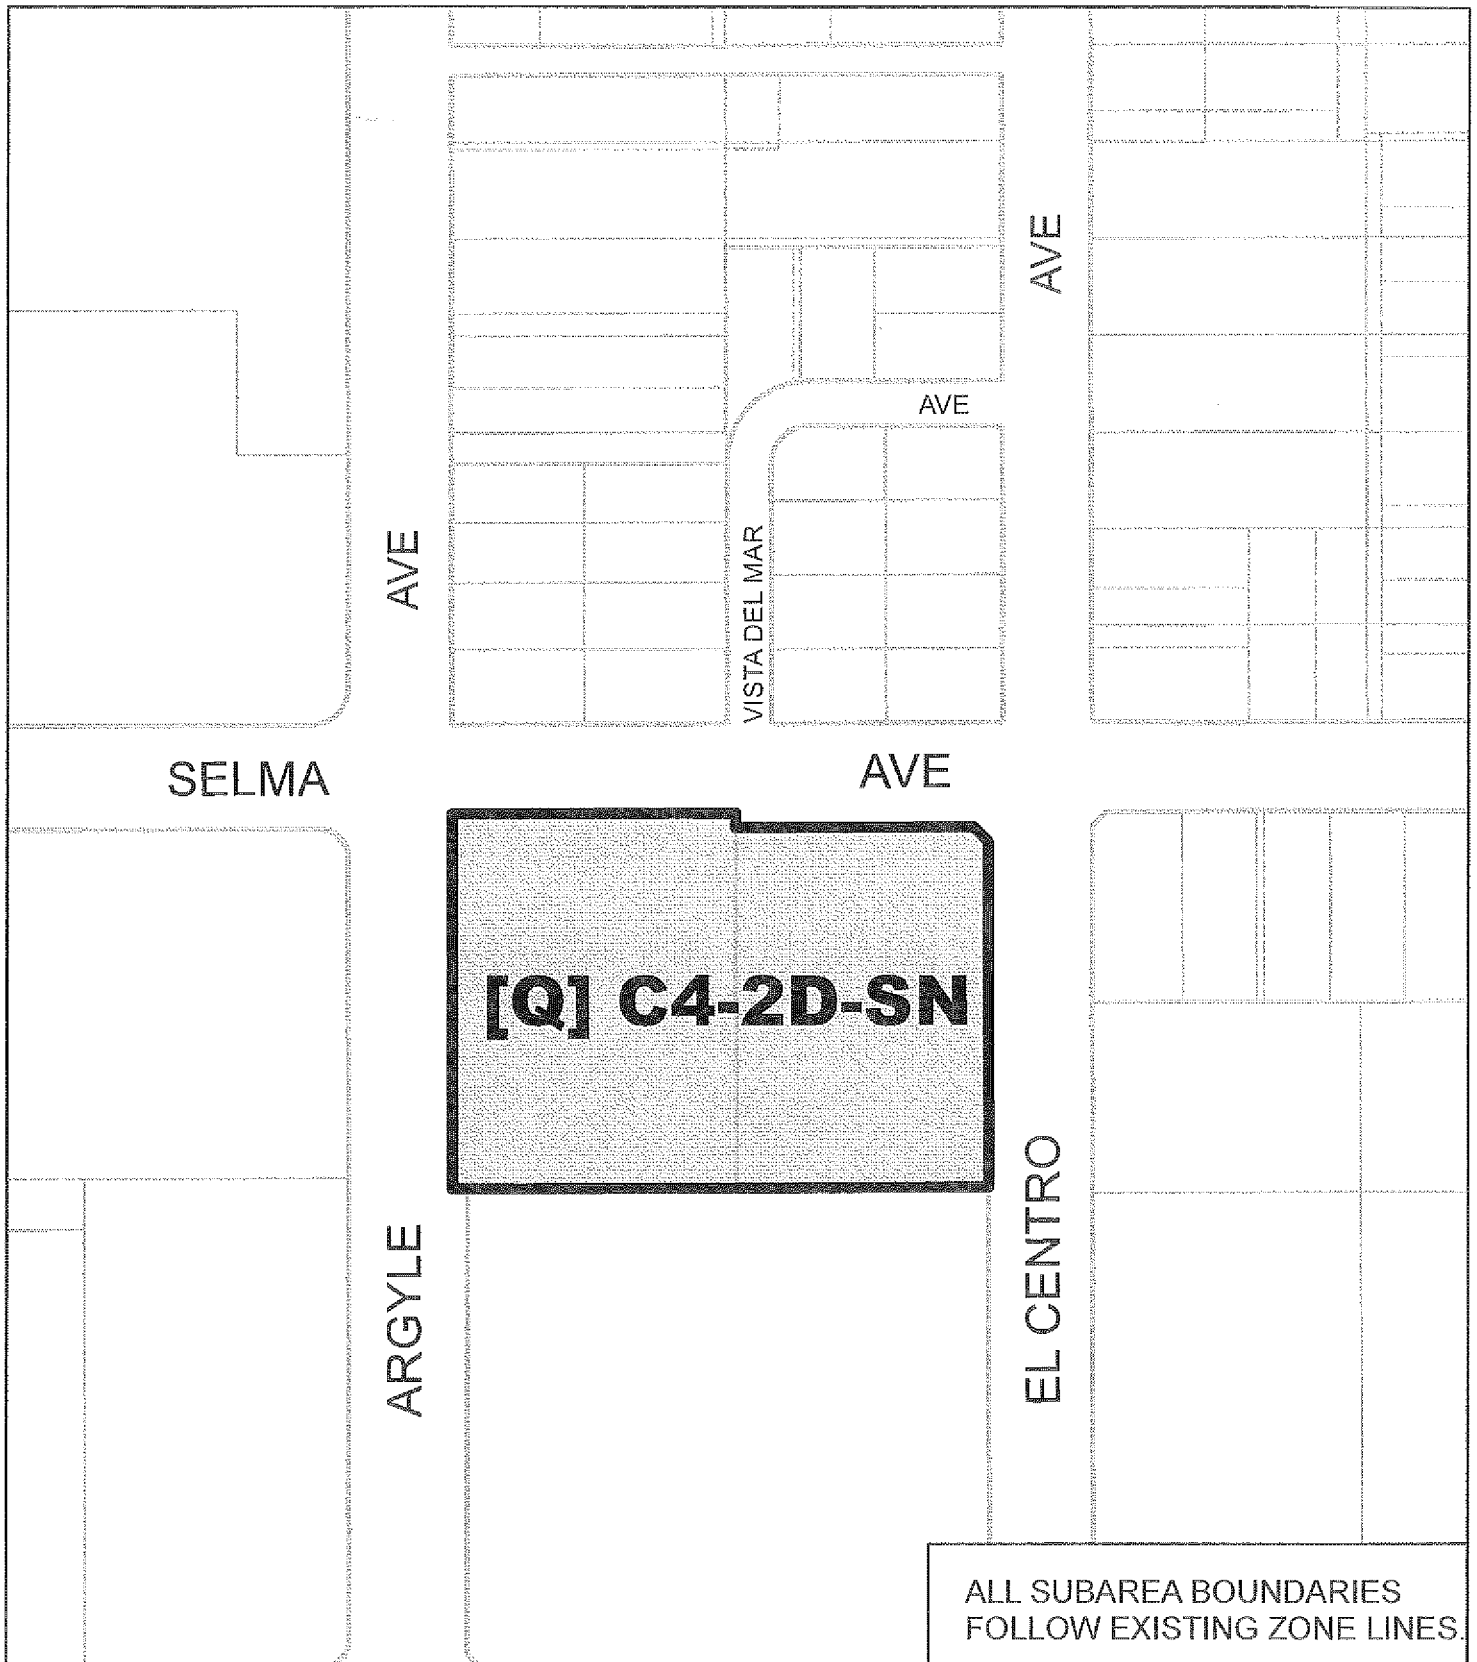 AVE
AVE
AVE
VISTA DEL MAR
SELMA
AVE
[Q] C4-2D-SN
ARGYLE
EL CENTRO
ALL SUBAREA BOUNDARIES
FOLLOW EXISTING ZONE LINES.